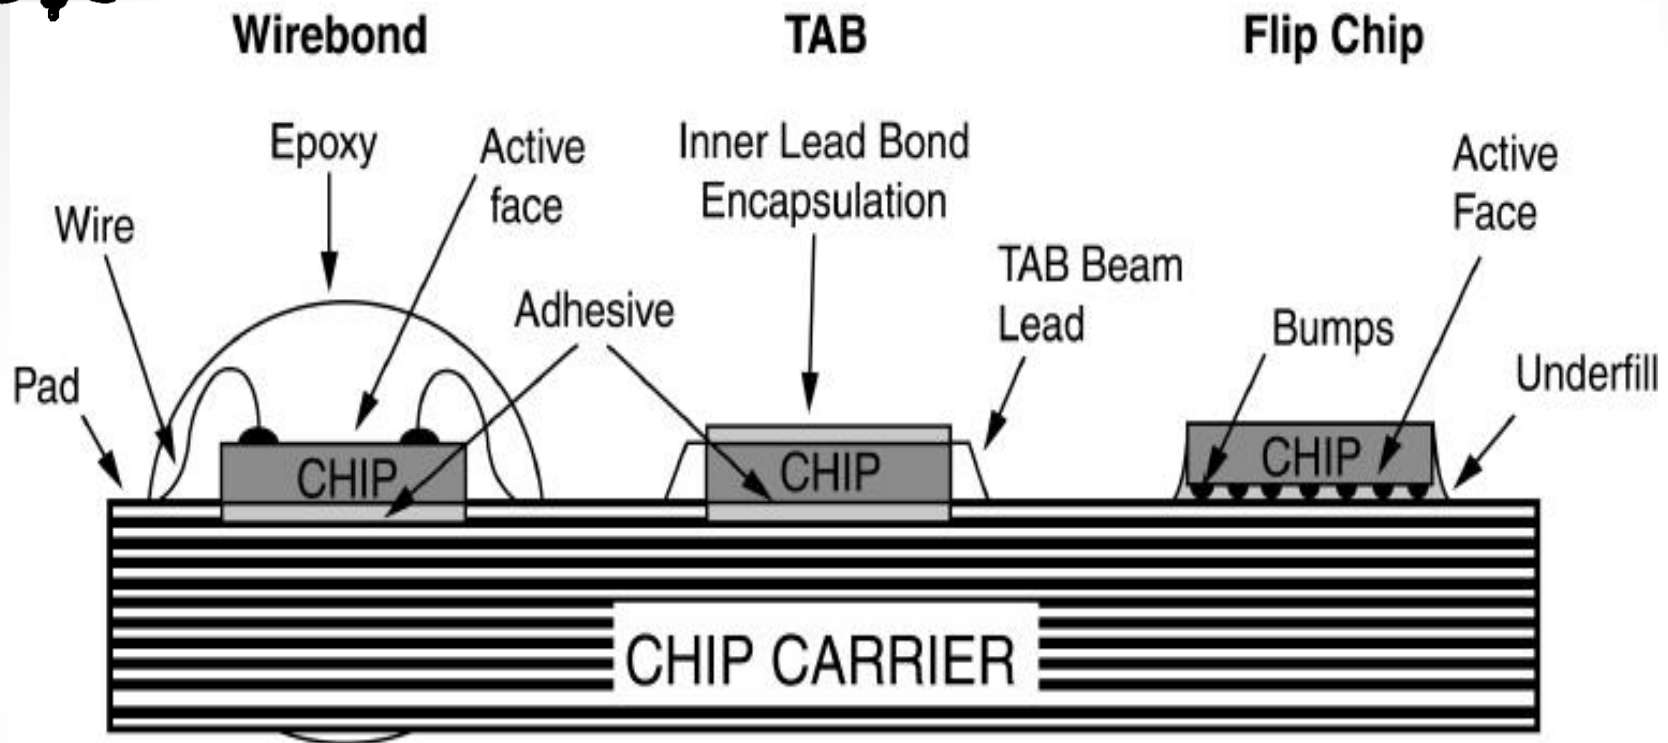 Wirebond
TAB
Flip Chip
Epoxy
Active
face
Inner Lead Bond
Encapsulation
Active
Face
Wire
TAB Beam
Lead
Adhesive
Bumps
Pad
Underfill
CHIP
CHIP
CHIP
CHIP CARRIER